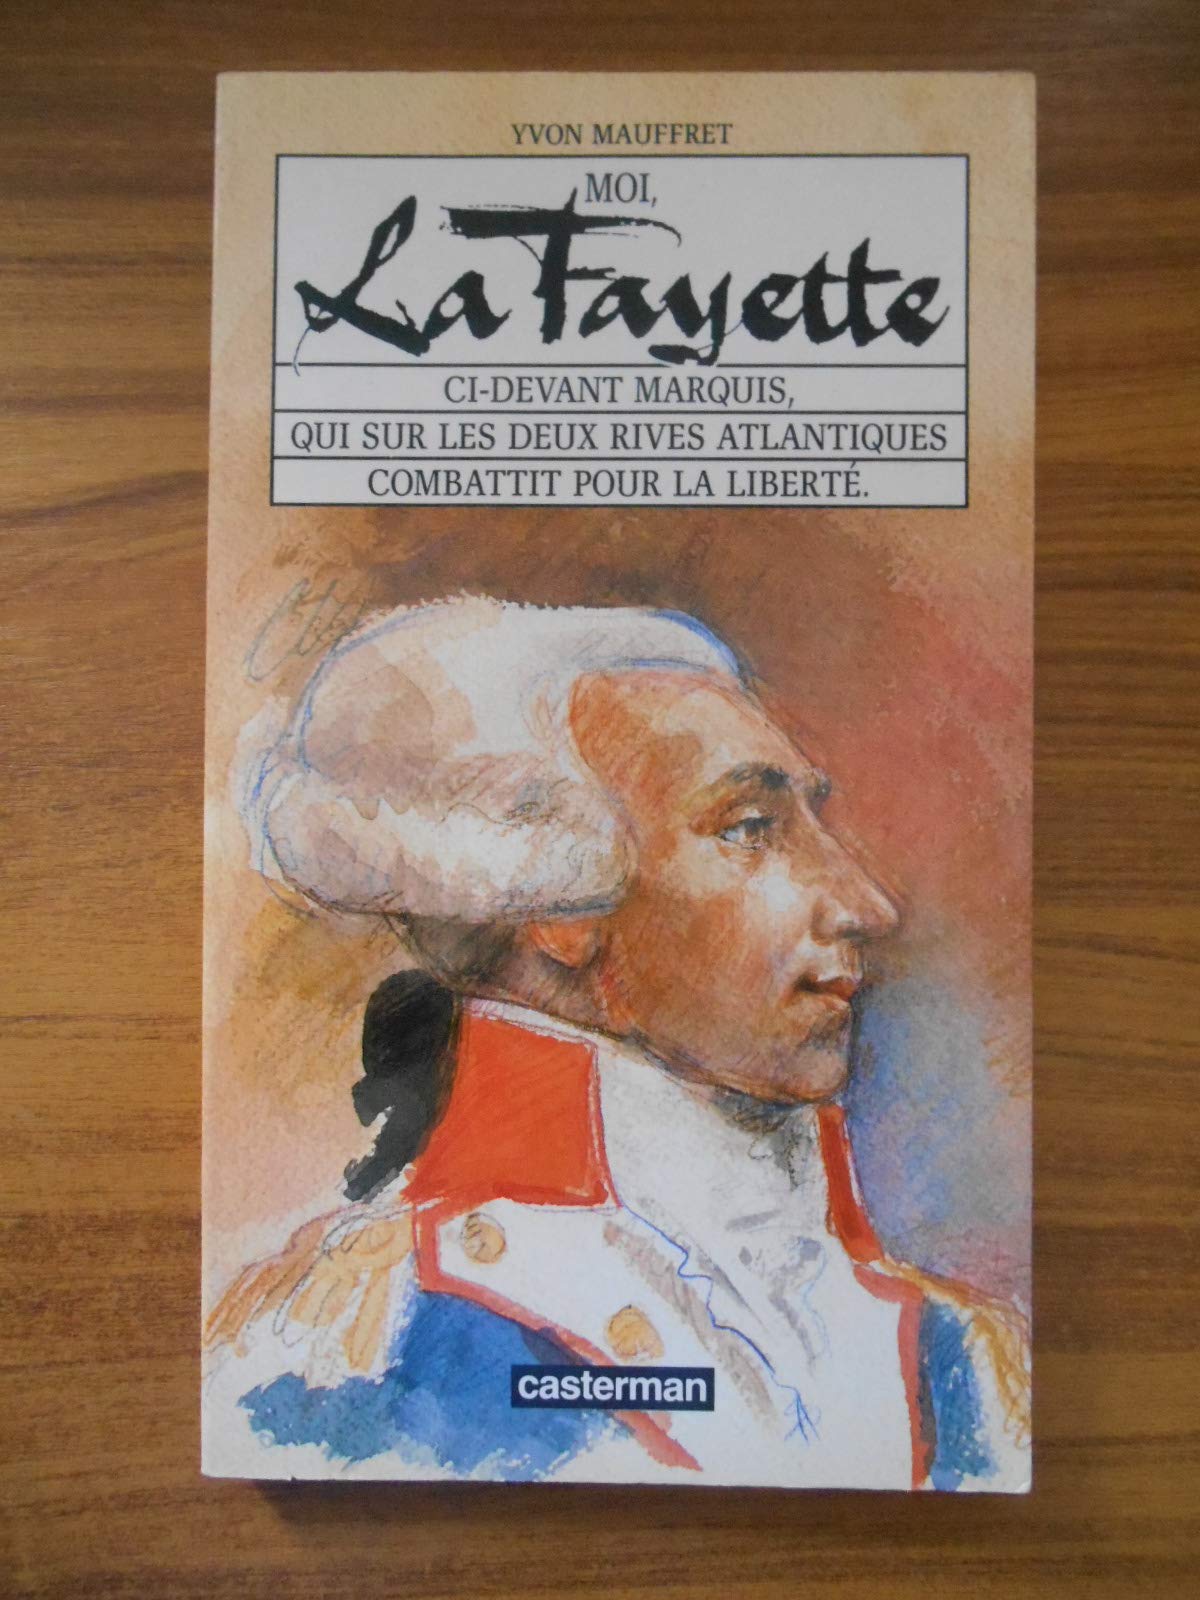 YVON MAUFFRET
MOI,
La Fayette
CI-DEVANT MARQUIS,
QUI SUR LES DEUX RIVES ATLANTIQUES
COMBATTIT POUR LA LIBERTÉ.
casterman